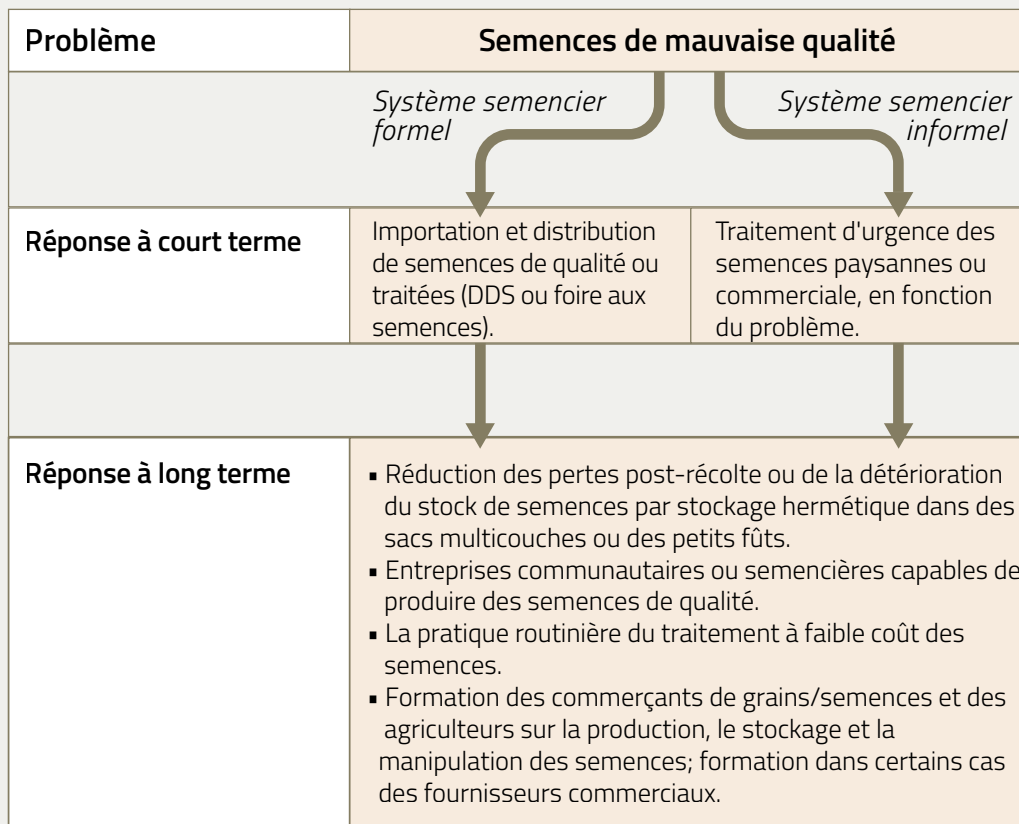 Problème
Semences de mauvaise qualité
Système semencier
formel
Système semencier
informel
Réponse à court terme
Importation et distribution
de semences de qualité ou
traitées (DDS ou foire aux
semences).
Traitement d'urgence des
semences paysannes ou
commerciale, en fonction
du problème.
Réponse à long terme
▪ Réduction des pertes post-récolte ou de la détérioration
du stock de semences par stockage hermétique dans des
sacs multicouches ou des petits fûts.
▪ Entreprises communautaires ou semencières capables de
produire des semences de qualité.
▪ La pratique routinière du traitement à faible coût des
semences.
▪ Formation des commerçants de grains/semences et des
agriculteurs sur la production, le stockage et la
manipulation des semences; formation dans certains cas
des fournisseurs commerciaux.